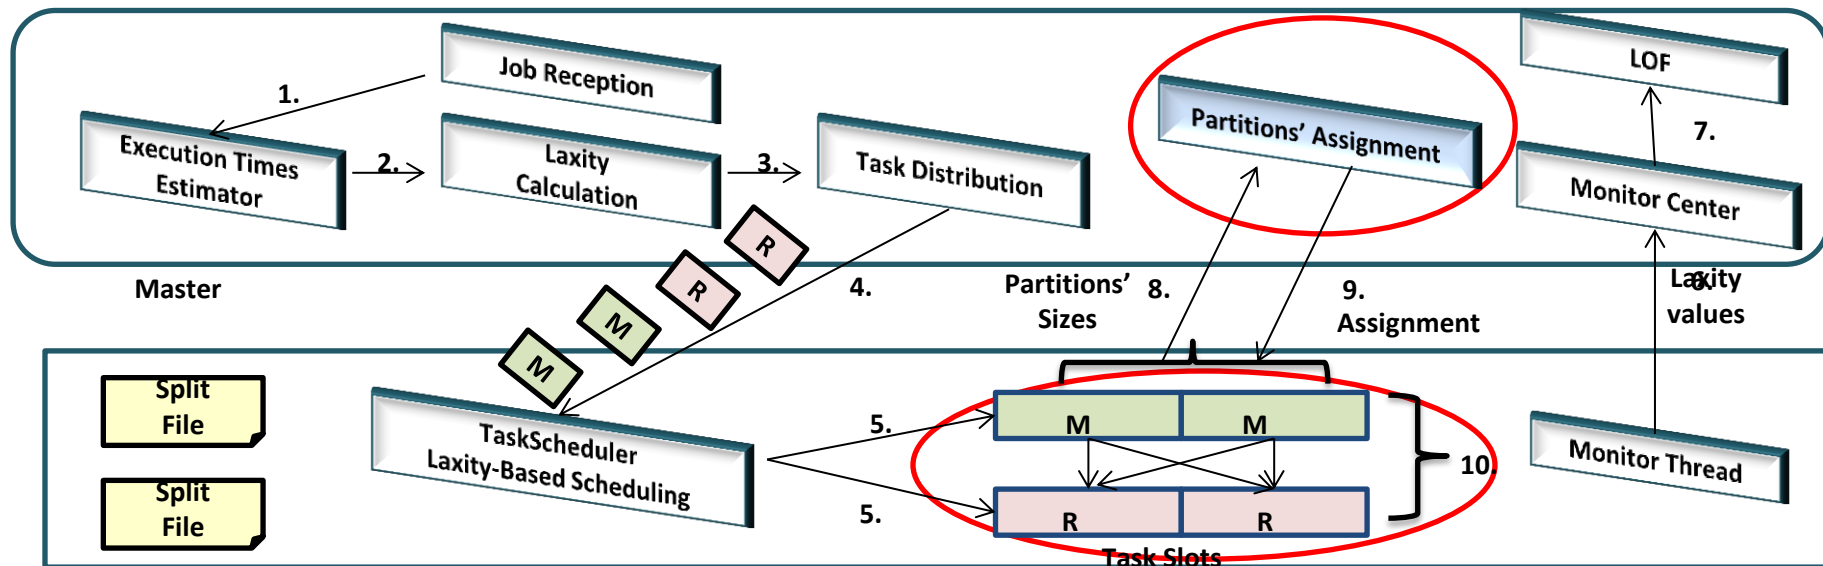 Job Reception
LOF
1.
Partitions' Assignment
7.
Execution Times
Estimator
2.
Laxity
Calculation
3.
Task Distribution
Monitor Center
R
R
M
M
Master
4.
Partitions'
Sizes
8.
9.
Assignment
6.
Laxity
values
Split
File
Split
File
TaskScheduler
Laxity-Based Scheduling
5.
5.
M
M
R
R
10.
Task Slots
Monitor Thread